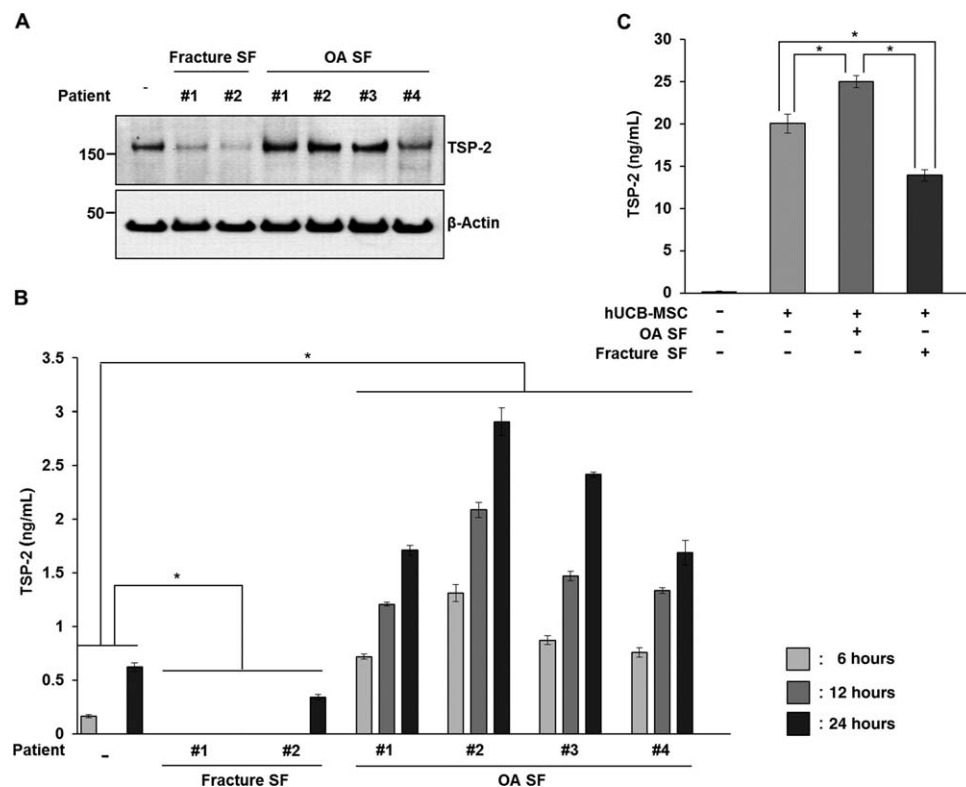 A
Fracture SF OA SF
Patient - #1 #2 #1 #2 #3 #4
150 TSP-2
50 β-Actin
B
TSP-2 (ng/mL)
3.5
3
2.5
2
1.5
1
0.5
0
*
*
Patient – #1 #2 #1 #2 #3 #4
Fracture SF OA SF
: 6 hours
: 12 hours
: 24 hours
C
TSP-2 (ng/mL)
30
25
20
15
10
5
0
*
* *
hUCB-MSC – + + +
OA SF – – + –
Fracture SF – – – +